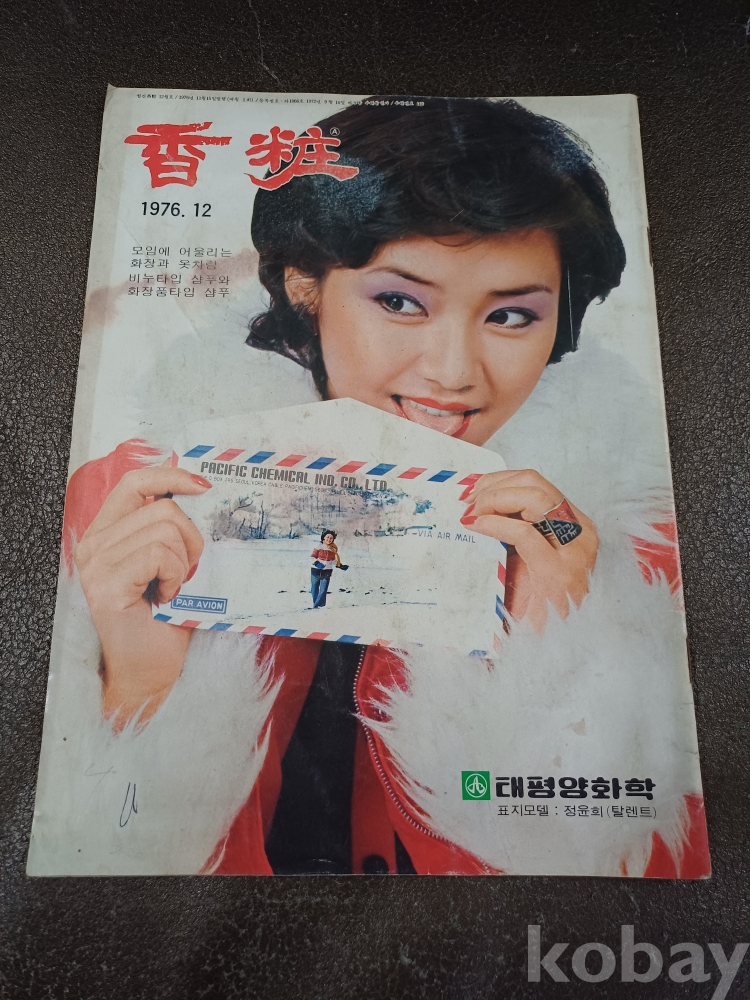 香粧
1976. 12
모임에 어울리는
화장과 옷차림
비누타입 샴푸와
화장품타입 샴푸
PACIFIC CHEMICAL IND. CO., LTD.
VIA AIR MAIL
PAR AVION
태평양화학
표지모델 : 정윤희(탈렌트)
kobay